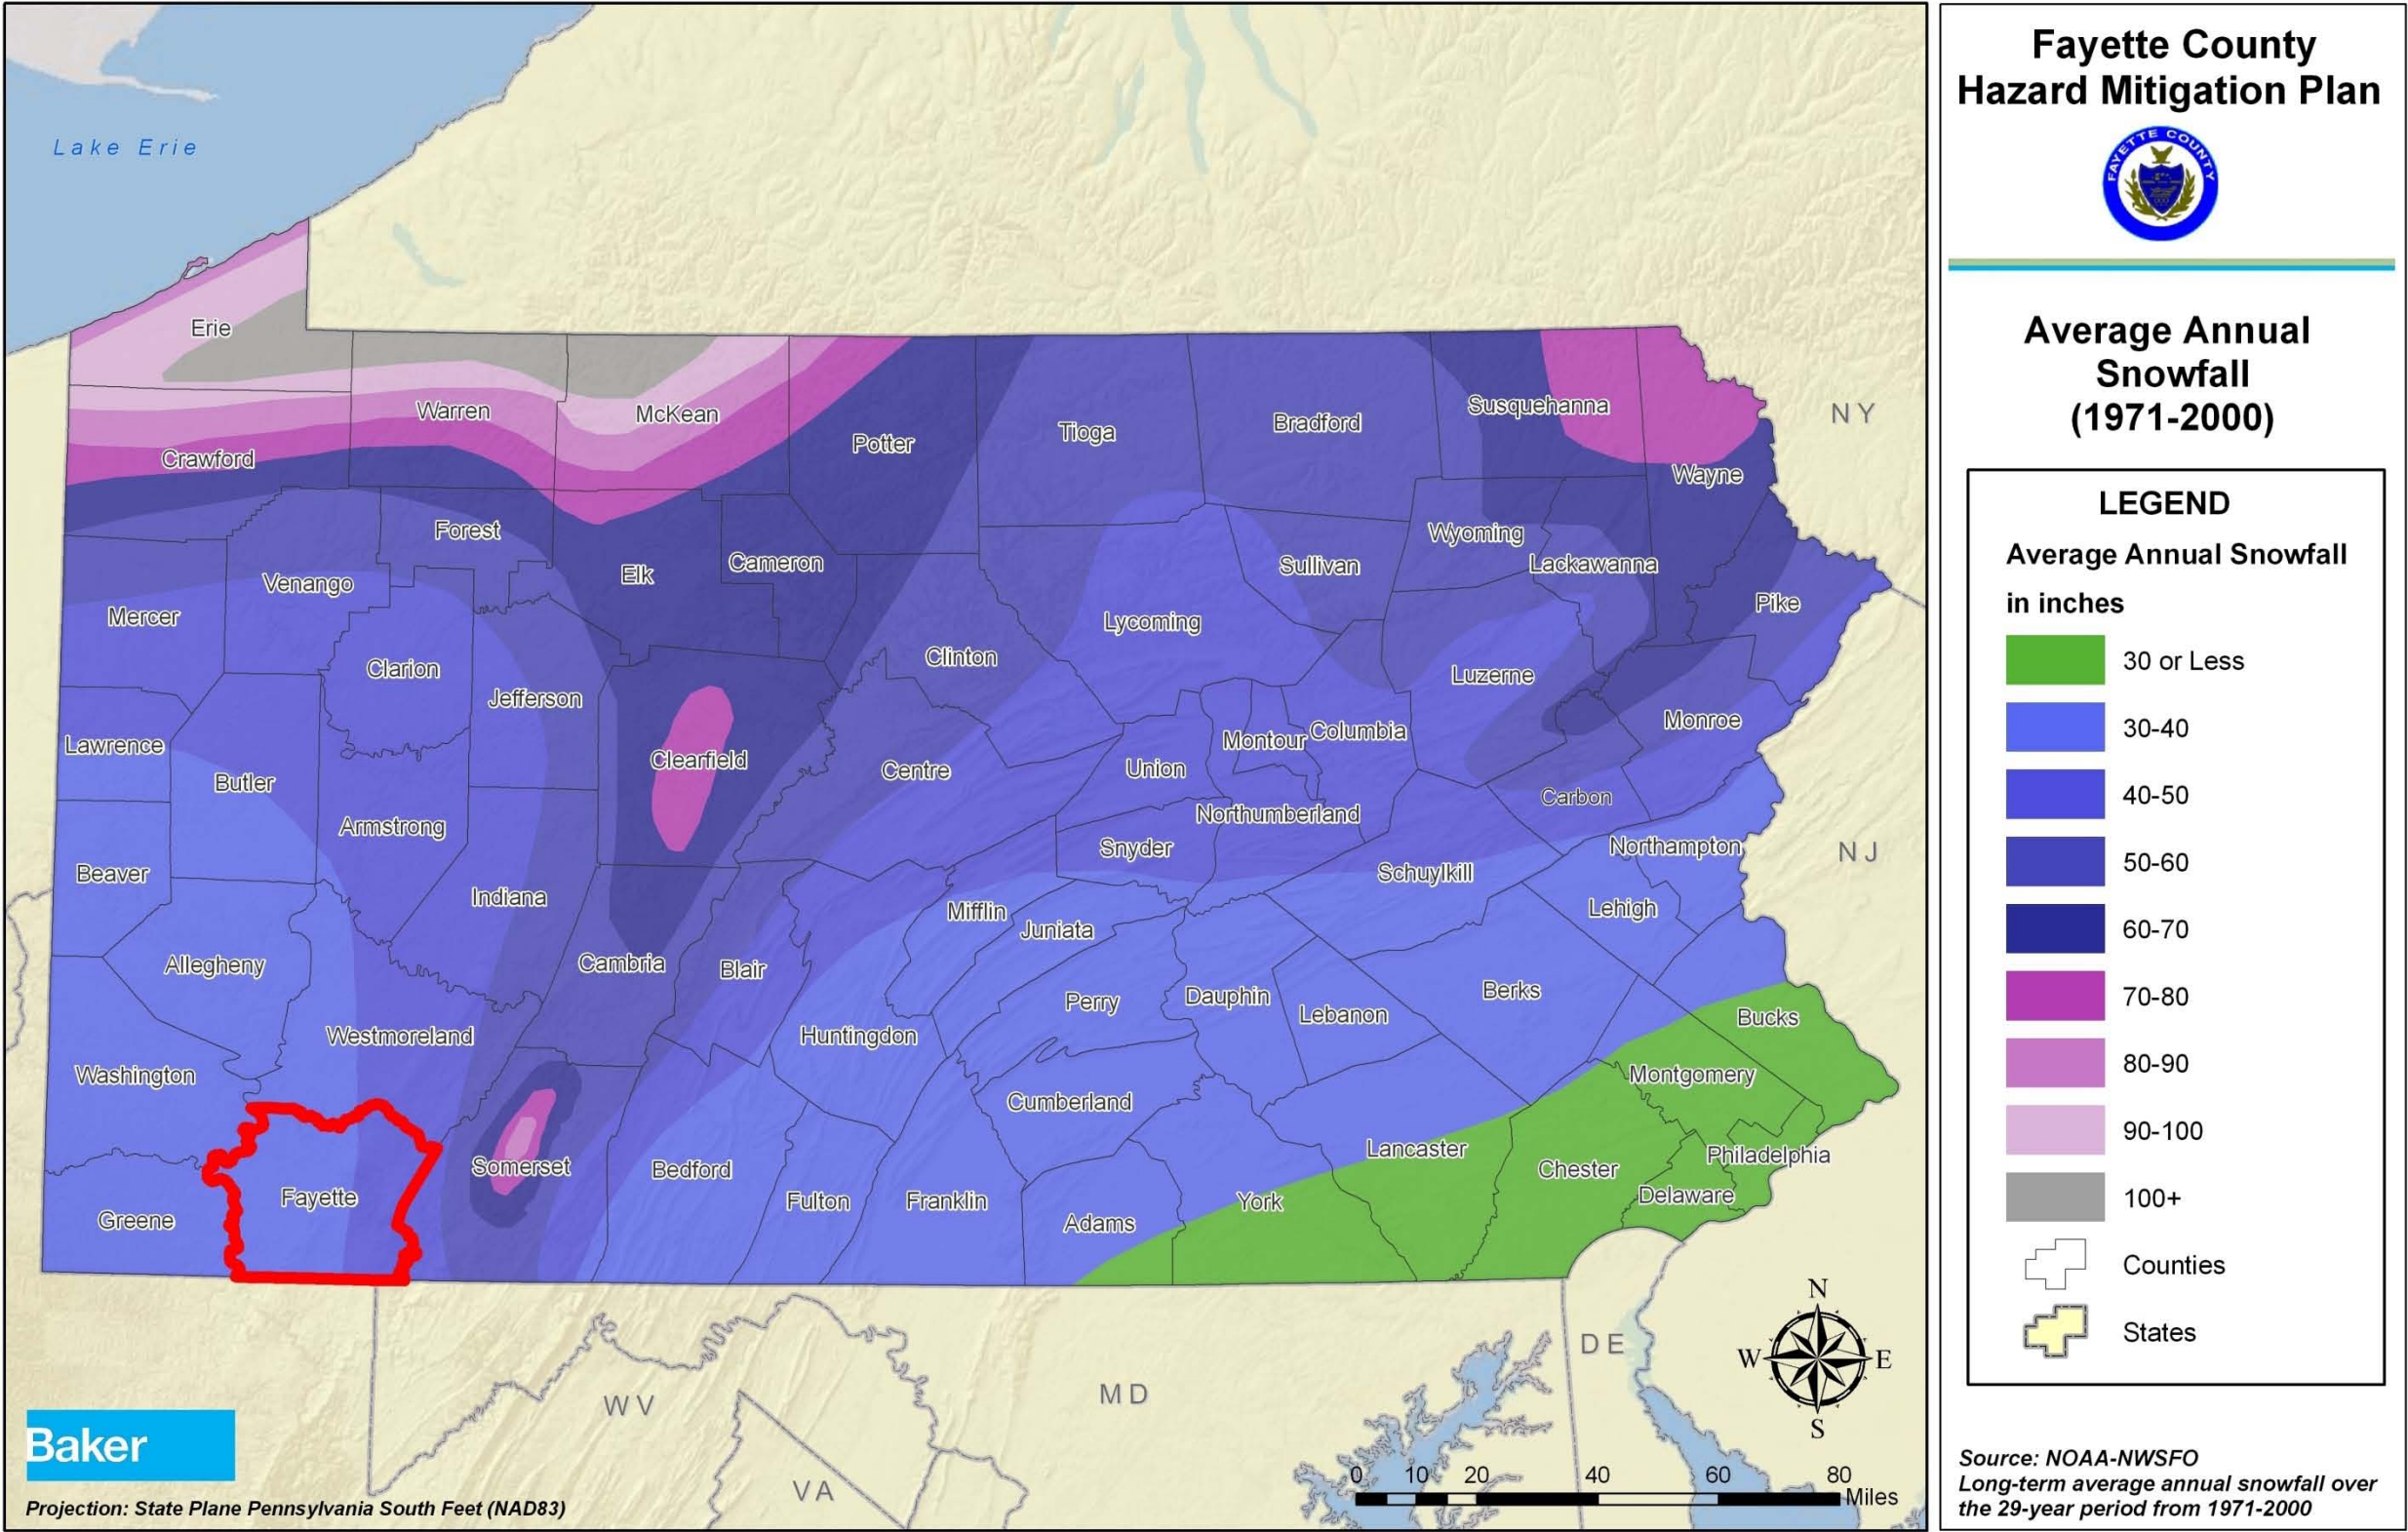 Lake Erie
Erie
Warren
McKean
Crawford
Potter
Tioga
Bradford
Susquehanna
Wayne
NY
Forest
Venango
Mercer
Elk
Cameron
Sullivan
Wyoming
Lackawanna
Pike
Clarion
Jefferson
Clinton
Lycoming
Luzerne
Monroe
Lawrence
Butler
Clearfield
Centre
Union
Montour
Columbia
Carbon
Armstrong
Northumberland
Snyder
Schuylkill
Northampton
NJ
Beaver
Indiana
Mifflin
Juniata
Lehigh
Allegheny
Cambria
Blair
Perry
Dauphin
Lebanon
Berks
Bucks
Westmoreland
Huntingdon
Washington
Cumberland
Montgomery
Somerset
Bedford
Lancaster
Chester
Philadelphia
Greene
Fayette
Fulton
Franklin
Adams
York
Delaware
WV
MD
DE
VA
N
W
E
S
0 10 20 40 60 80
Miles
Baker
Projection: State Plane Pennsylvania South Feet (NAD83)
Fayette County
Hazard Mitigation Plan
FAYETTE COUNTY
Average Annual
Snowfall
(1971-2000)
LEGEND
Average Annual Snowfall
in inches
30 or Less
30-40
40-50
50-60
60-70
70-80
80-90
90-100
100+
Counties
States
Source: NOAA-NWSFO
Long-term average annual snowfall over
the 29-year period from 1971-2000